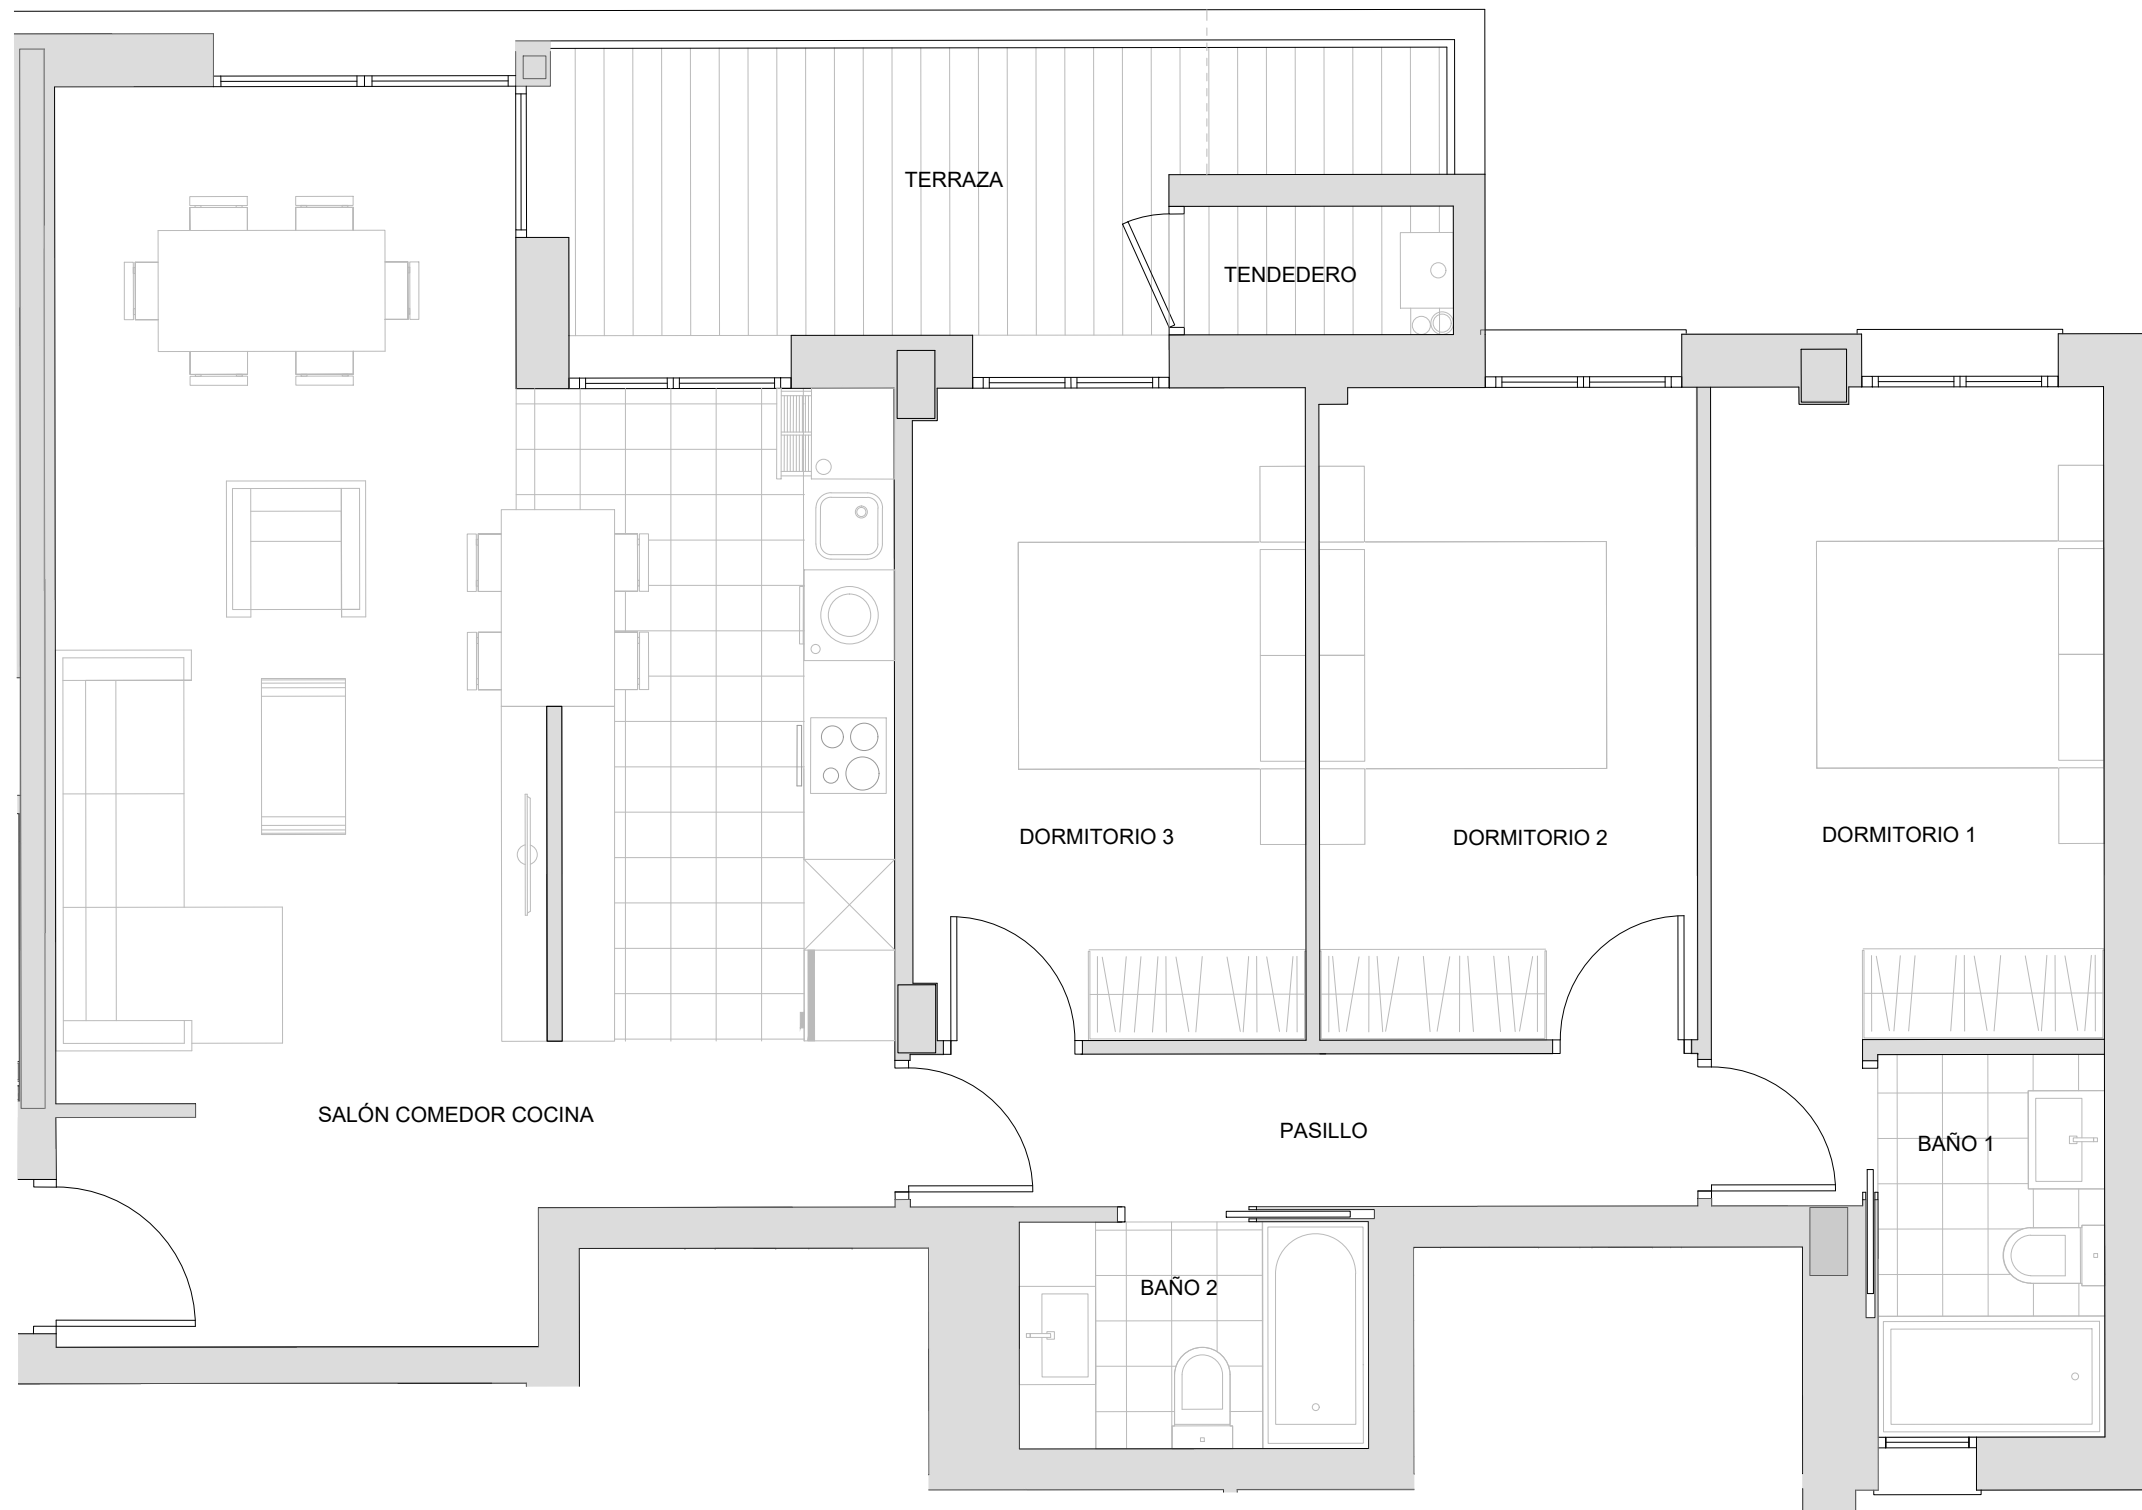 TERRAZA
TENDEDERO
DORMITORIO 3
DORMITORIO 2
DORMITORIO 1
SALÓN COMEDOR COCINA
PASILLO
BAÑO 1
BAÑO 2